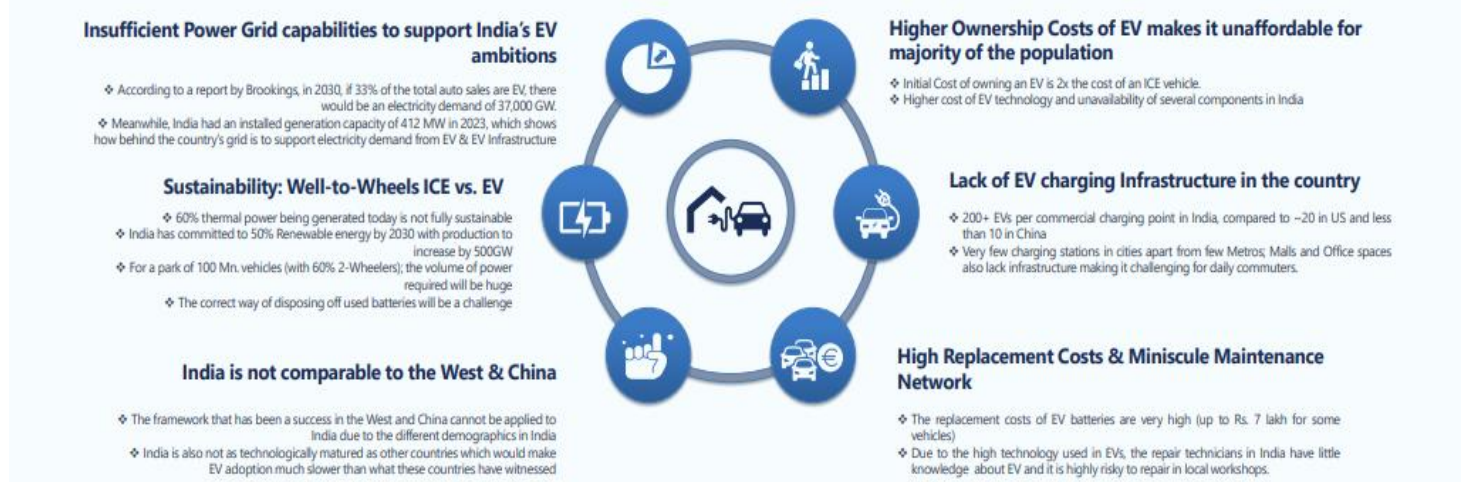 Insufficient Power Grid capabilities to support India's EV
ambitions
❖ According to a report by Brookings, in 2030, if 33% of the total auto sales are EV, there
would be an electricity demand of 37,000 GW.
❖ Meanwhile, India had an installed generation capacity of 412 MW in 2023, which shows
how behind the country's grid is to support electricity demand from EV & EV Infrastructure
Sustainability: Well-to-Wheels ICE vs. EV
❖ 60% thermal power being generated today is not fully sustainable
❖ India has committed to 50% Renewable energy by 2030 with production to
increase by 500GW
❖ For a park of 100 Mn. vehicles (with 60% 2-Wheelers); the volume of power
required will be huge
❖ The correct way of disposing off used batteries will be a challenge
India is not comparable to the West & China
❖ The framework that has been a success in the West and China cannot be applied to
India due to the different demographics in India
❖ India is also not as technologically matured as other countries which would make
EV adoption much slower than what these countries have witnessed
Higher Ownership Costs of EV makes it unaffordable for
majority of the population
❖ Initial Cost of owning an EV is 2x the cost of an ICE vehicle.
❖ Higher cost of EV technology and unavailability of several components in India
Lack of EV charging Infrastructure in the country
❖ 200+ EVs per commercial charging point in India, compared to ~20 in US and less
than 10 in China
❖ Very few charging stations in cities apart from few Metros; Malls and Office spaces
also lack infrastructure making it challenging for daily commuters.
High Replacement Costs & Miniscule Maintenance
Network
❖ The replacement costs of EV batteries are very high (up to Rs. 7 lakh for some
vehicles)
❖ Due to the high technology used in EVs, the repair technicians in India have little
knowledge about EV and it is highly risky to repair in local workshops.
€